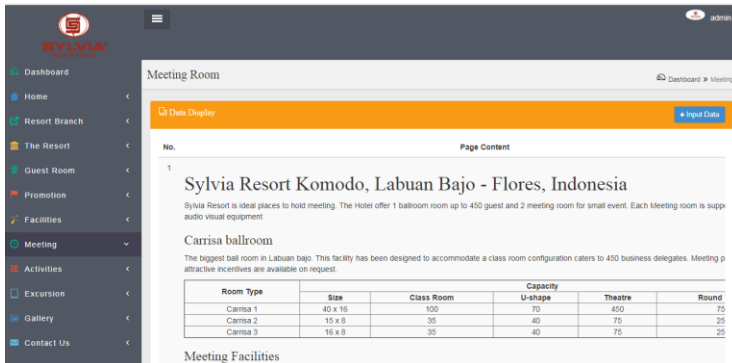 SYLVIA
admin
Dashboard
Home
Resort Branch
The Resort
Guest Room
Promotion
Facilities
Meeting
Activities
Excursion
Gallery
Contact Us
Meeting Room
Dashboard » Meeting
Data Display
+ Input Data
No. Page Content
1
Sylvia Resort Komodo, Labuan Bajo - Flores, Indonesia
Sylvia Resort is ideal places to hold meeting. The Hotel offer 1 ballroom room up to 450 guest and 2 meeting room for small event. Each Meeting room is supp
audio visual equipment
Carrisa ballroom
The biggest ball room in Labuan bajo. This facility has been designed to accommodate a class room configuration caters to 450 business delegates. Meeting p
attractive incentives are available on request.
Room Type Capacity
Size Class Room U-shape Theatre Round
Carrisa 1 40 x 16 100 70 450 75
Carrisa 2 15 x 8 35 40 75 25
Carrisa 3 16 x 8 35 40 75 25
Meeting Facilities